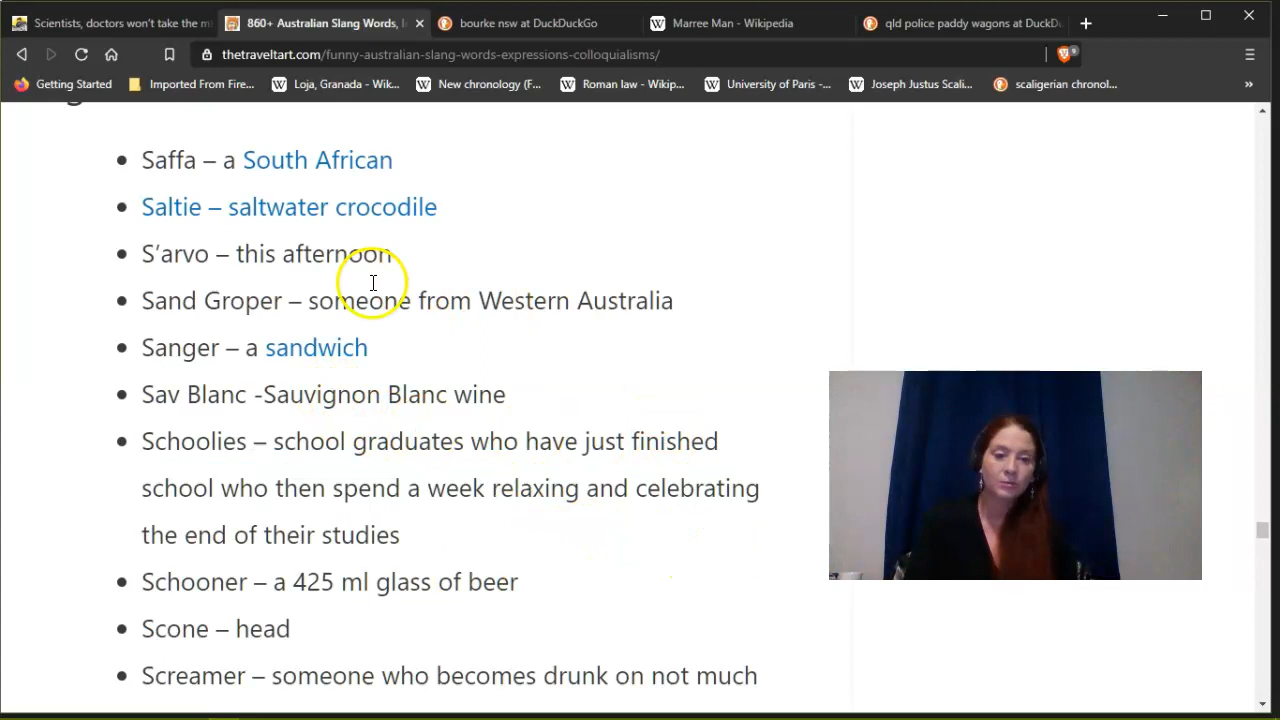 Scientists, doctors won't take the m
860+ Australian Slang Words, I
bourke nsw at DuckDuckGo
Marree Man - Wikipedia
qld police paddy wagons at DuckDu
thetraveltart.com/funny-australian-slang-words-expressions-colloquialisms/
Getting Started
Imported From Fire...
Loja, Granada - Wik...
New chronology (F...
Roman law - Wikip...
University of Paris -...
Joseph Justus Scali...
scaligerian chronol...
• Saffa – a South African
• Saltie – saltwater crocodile
• S'arvo – this afternoon
• Sand Groper – someone from Western Australia
• Sanger – a sandwich
• Sav Blanc -Sauvignon Blanc wine
• Schoolies – school graduates who have just finished
school who then spend a week relaxing and celebrating
the end of their studies
• Schooner – a 425 ml glass of beer
• Scone – head
• Screamer – someone who becomes drunk on not much